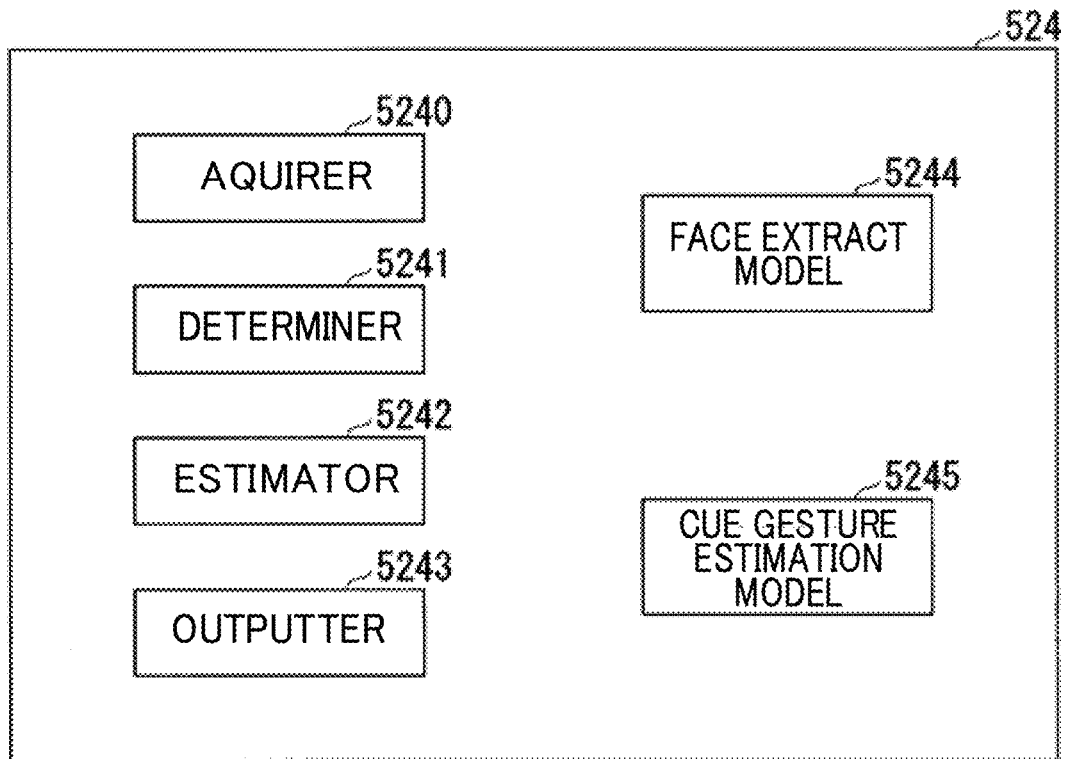 524
5240
AQUIRER
5241
DETERMINER
5242
ESTIMATOR
5243
OUTPUTTER
5244
FACE EXTRACT
MODEL
5245
CUE GESTURE
ESTIMATION
MODEL